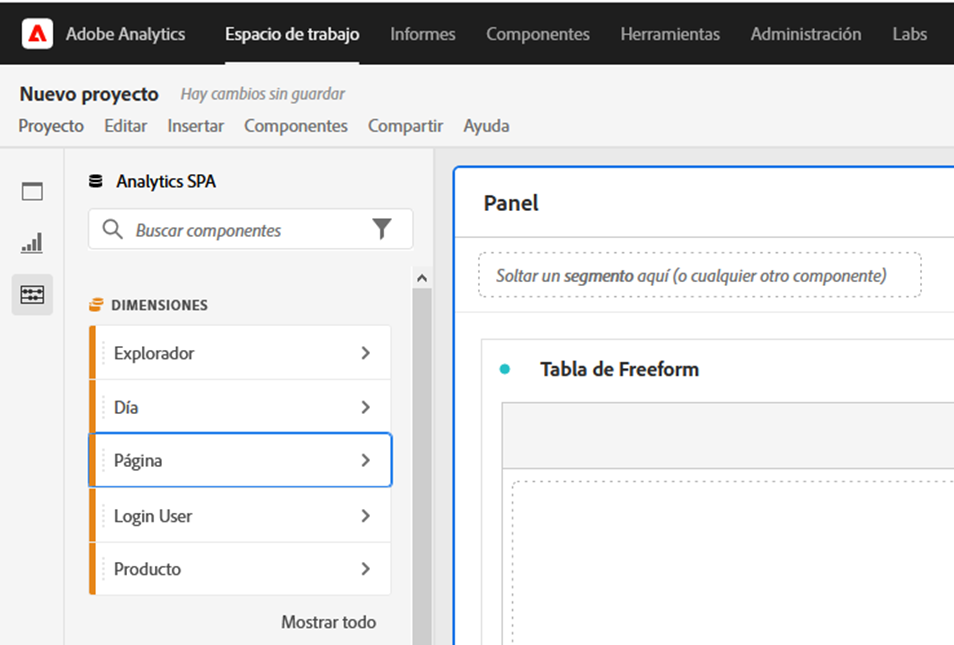 Adobe Analytics Espacio de trabajo Informes Componentes Herramientas Administración Labs
Nuevo proyecto Hay cambios sin guardar
Proyecto Editar Insertar Componentes Compartir Ayuda
Analytics SPA
Buscar componentes
DIMENSIONES
Explorador
Día
Página
Login User
Producto
Mostrar todo
Panel
Soltar un segmento aquí (o cualquier otro componente)
Tabla de Freeform